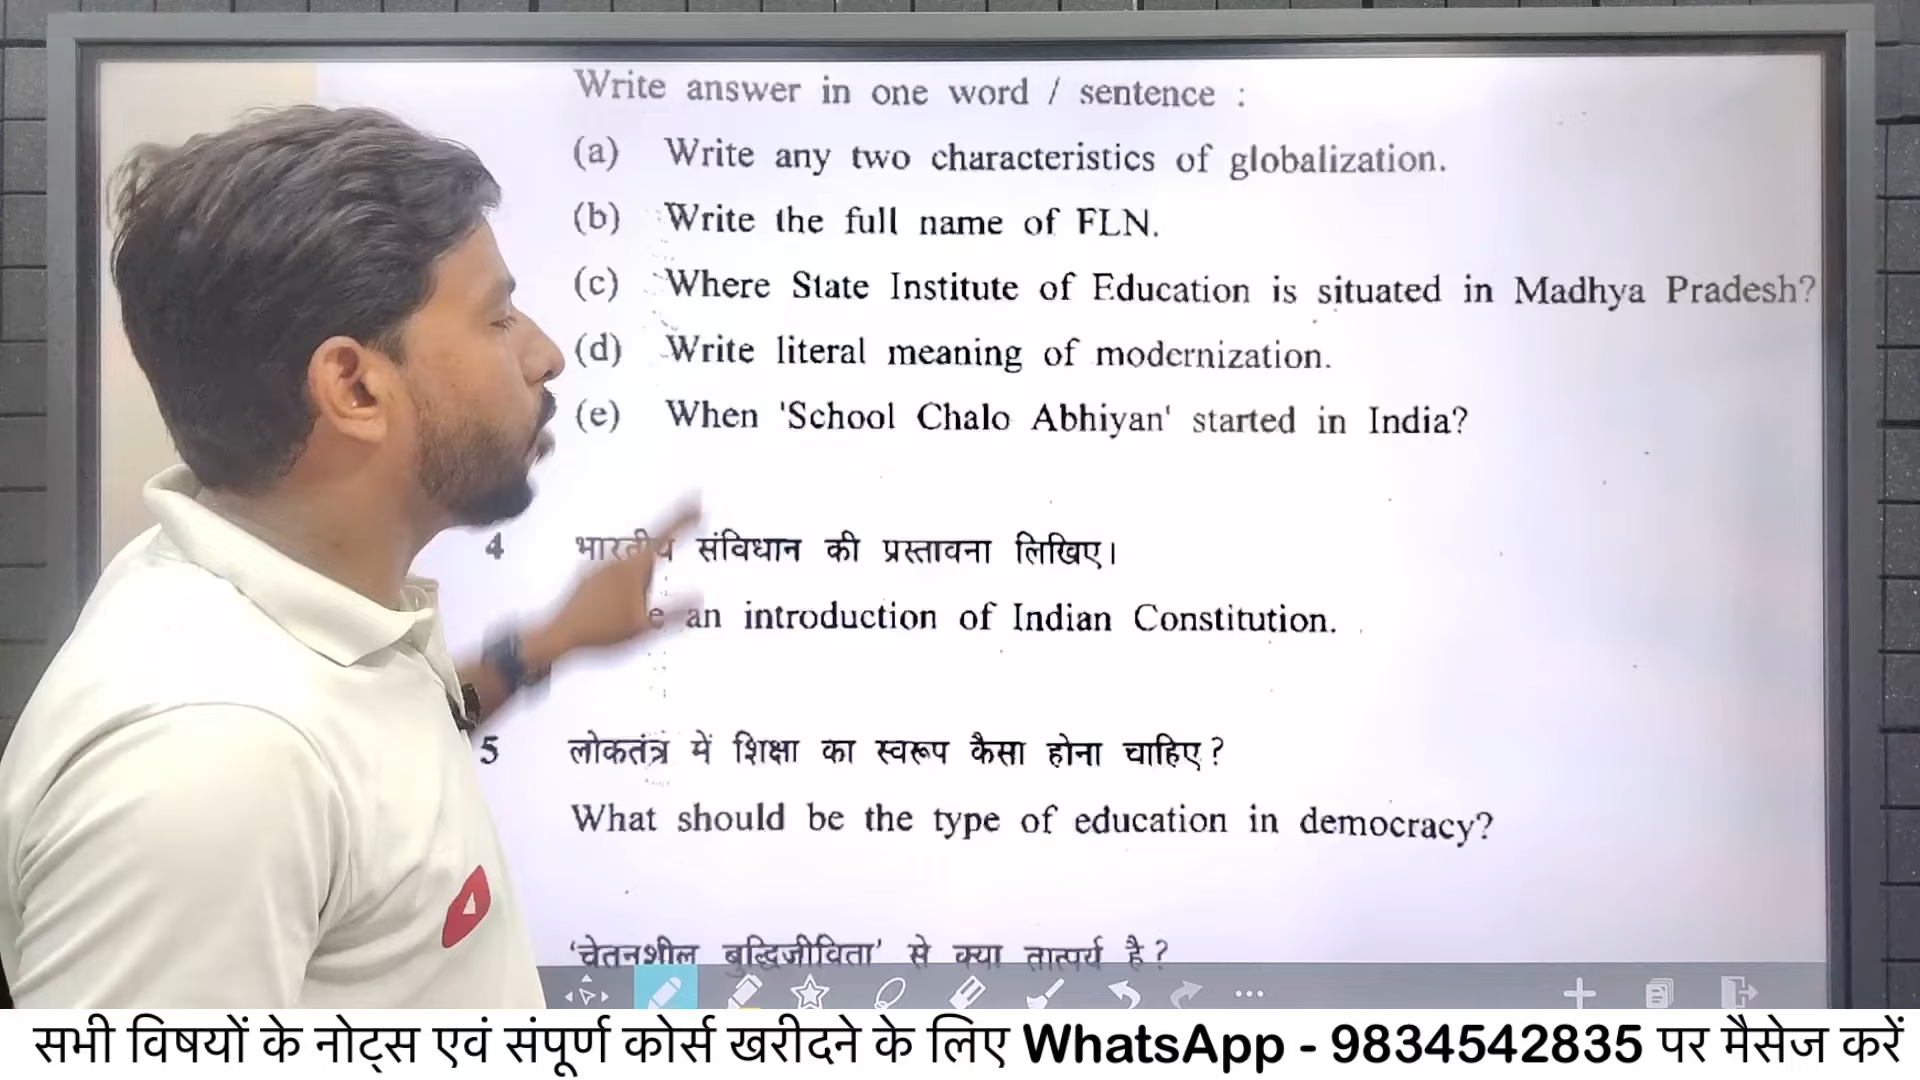 Write answer in one word / sentence :
(a) Write any two characteristics of globalization.
(b) Write the full name of FLN.
(c) Where State Institute of Education is situated in Madhya Pradesh?
(d) Write literal meaning of modernization.
(e) When 'School Chalo Abhiyan' started in India?
4 भारतीय संविधान की प्रस्तावना लिखिए।
an introduction of Indian Constitution.
5 लोकतंत्र में शिक्षा का स्वरूप कैसा होना चाहिए ?
What should be the type of education in democracy?
'चेतनशील बुद्धिजीविता' से क्या तात्पर्य है ?
सभी विषयों के नोट्स एवं संपूर्ण कोर्स खरीदने के लिए WhatsApp - 9834542835 पर मैसेज करें